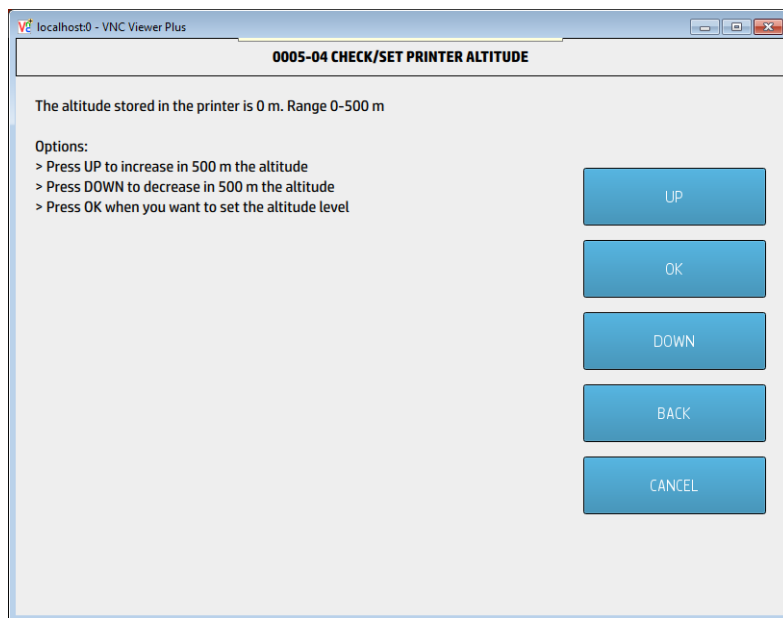 localhost:0 - VNC Viewer Plus
0005-04 CHECK/SET PRINTER ALTITUDE
The altitude stored in the printer is 0 m. Range 0-500 m
Options:
> Press UP to increase in 500 m the altitude
> Press DOWN to decrease in 500 m the altitude
> Press OK when you want to set the altitude level
UP
OK
DOWN
BACK
CANCEL